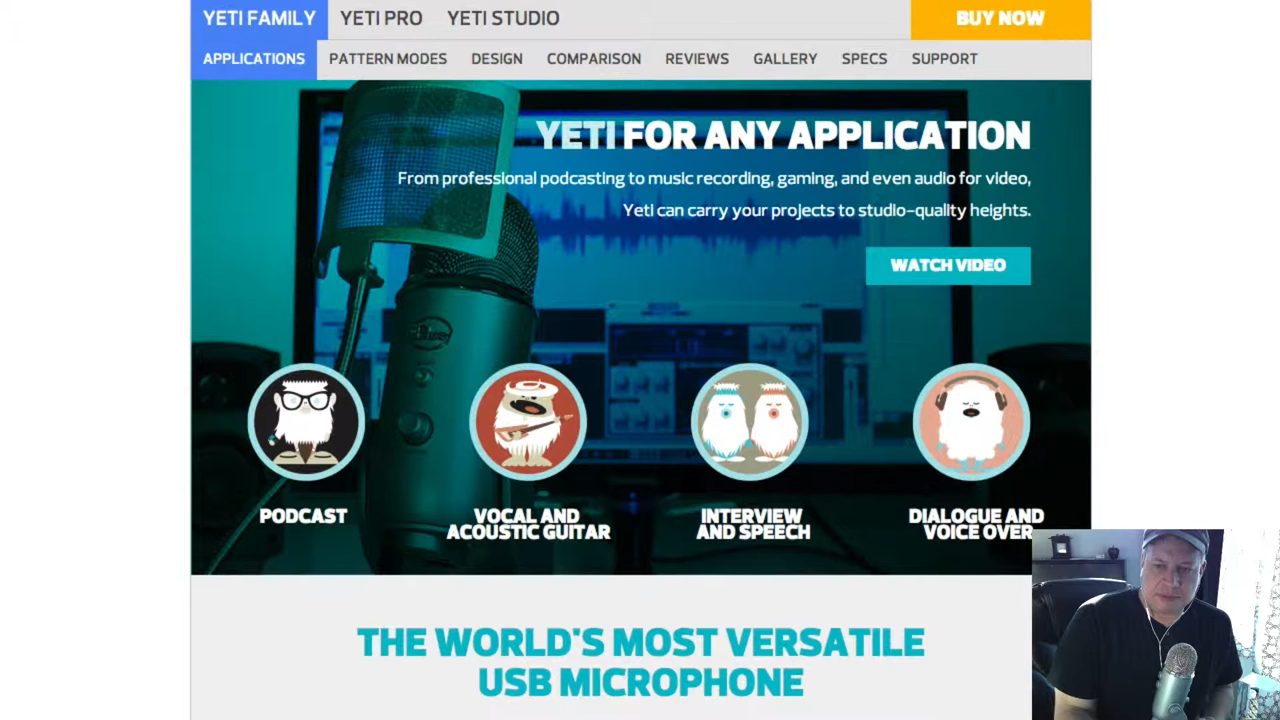 YETI FAMILY YETI PRO YETI STUDIO BUY NOW
APPLICATIONS PATTERN MODES DESIGN COMPARISON REVIEWS GALLERY SPECS SUPPORT
YETI FOR ANY APPLICATION
From professional podcasting to music recording, gaming, and even audio for video,
Yeti can carry your projects to studio-quality heights.
WATCH VIDEO
Blue
PODCAST
VOCAL AND
ACOUSTIC GUITAR
INTERVIEW
AND SPEECH
DIALOGUE AND
VOICE OVER
THE WORLD'S MOST VERSATILE
USB MICROPHONE